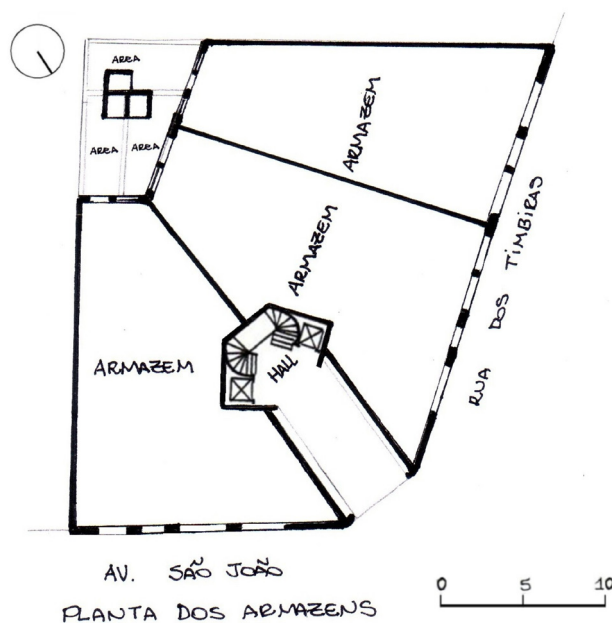 AREA
AREA
AREA
ARMAZEM
ARMAZEM
ARMAZEM
HALL
RUA DOS TIMBIRAS
AV. SÃO JOÃO
PLANTA DOS ARMAZENS
0 5 10